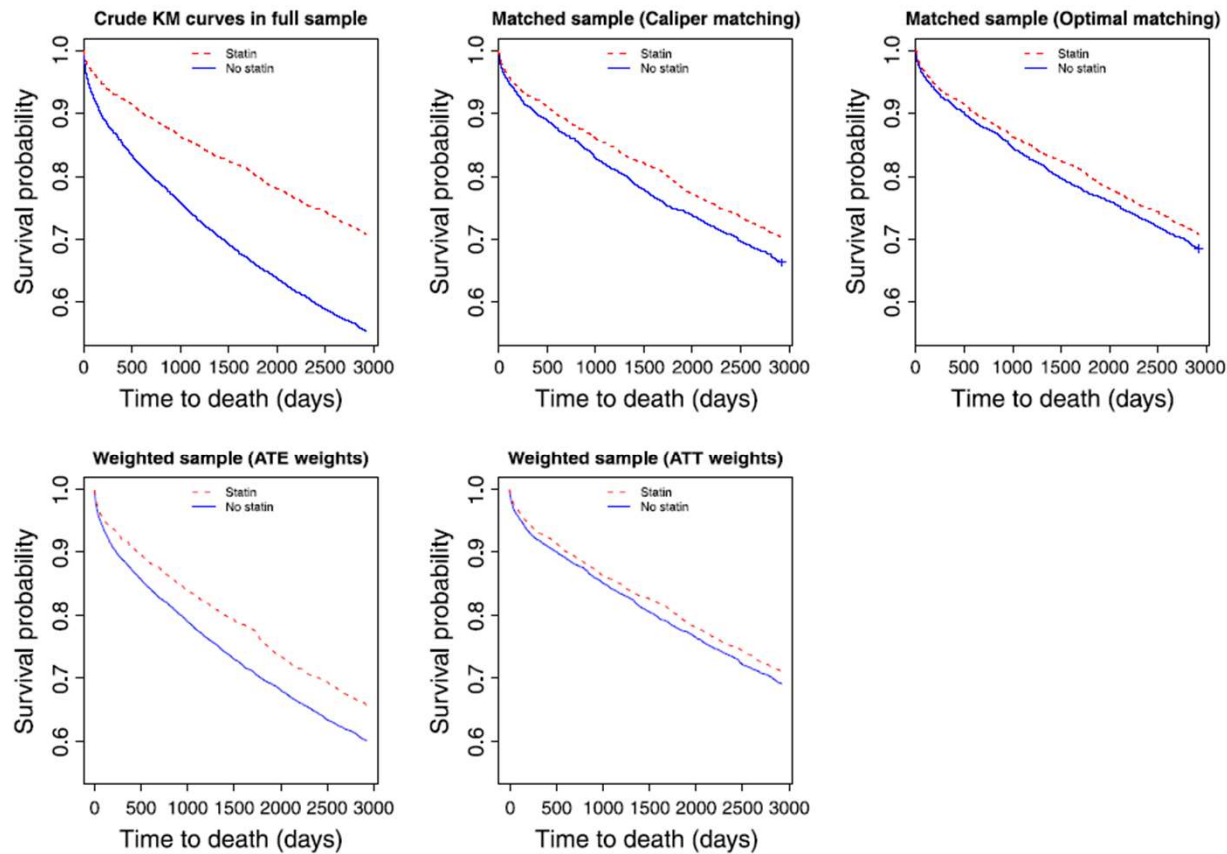 Crude KM curves in full sample
Statin
No statin
Survival probability
1.0
0.9
0.8
0.7
0.6
0 500 1000 1500 2000 2500 3000
Time to death (days)
Matched sample (Caliper matching)
Statin
No statin
Survival probability
1.0
0.9
0.8
0.7
0.6
0 500 1000 1500 2000 2500 3000
Time to death (days)
Matched sample (Optimal matching)
Statin
No statin
Survival probability
1.0
0.9
0.8
0.7
0.6
0 500 1000 1500 2000 2500 3000
Time to death (days)
Weighted sample (ATE weights)
Statin
No statin
Survival probability
1.0
0.9
0.8
0.7
0.6
0 500 1000 1500 2000 2500 3000
Time to death (days)
Weighted sample (ATT weights)
Statin
No statin
Survival probability
1.0
0.9
0.8
0.7
0.6
0 500 1000 1500 2000 2500 3000
Time to death (days)